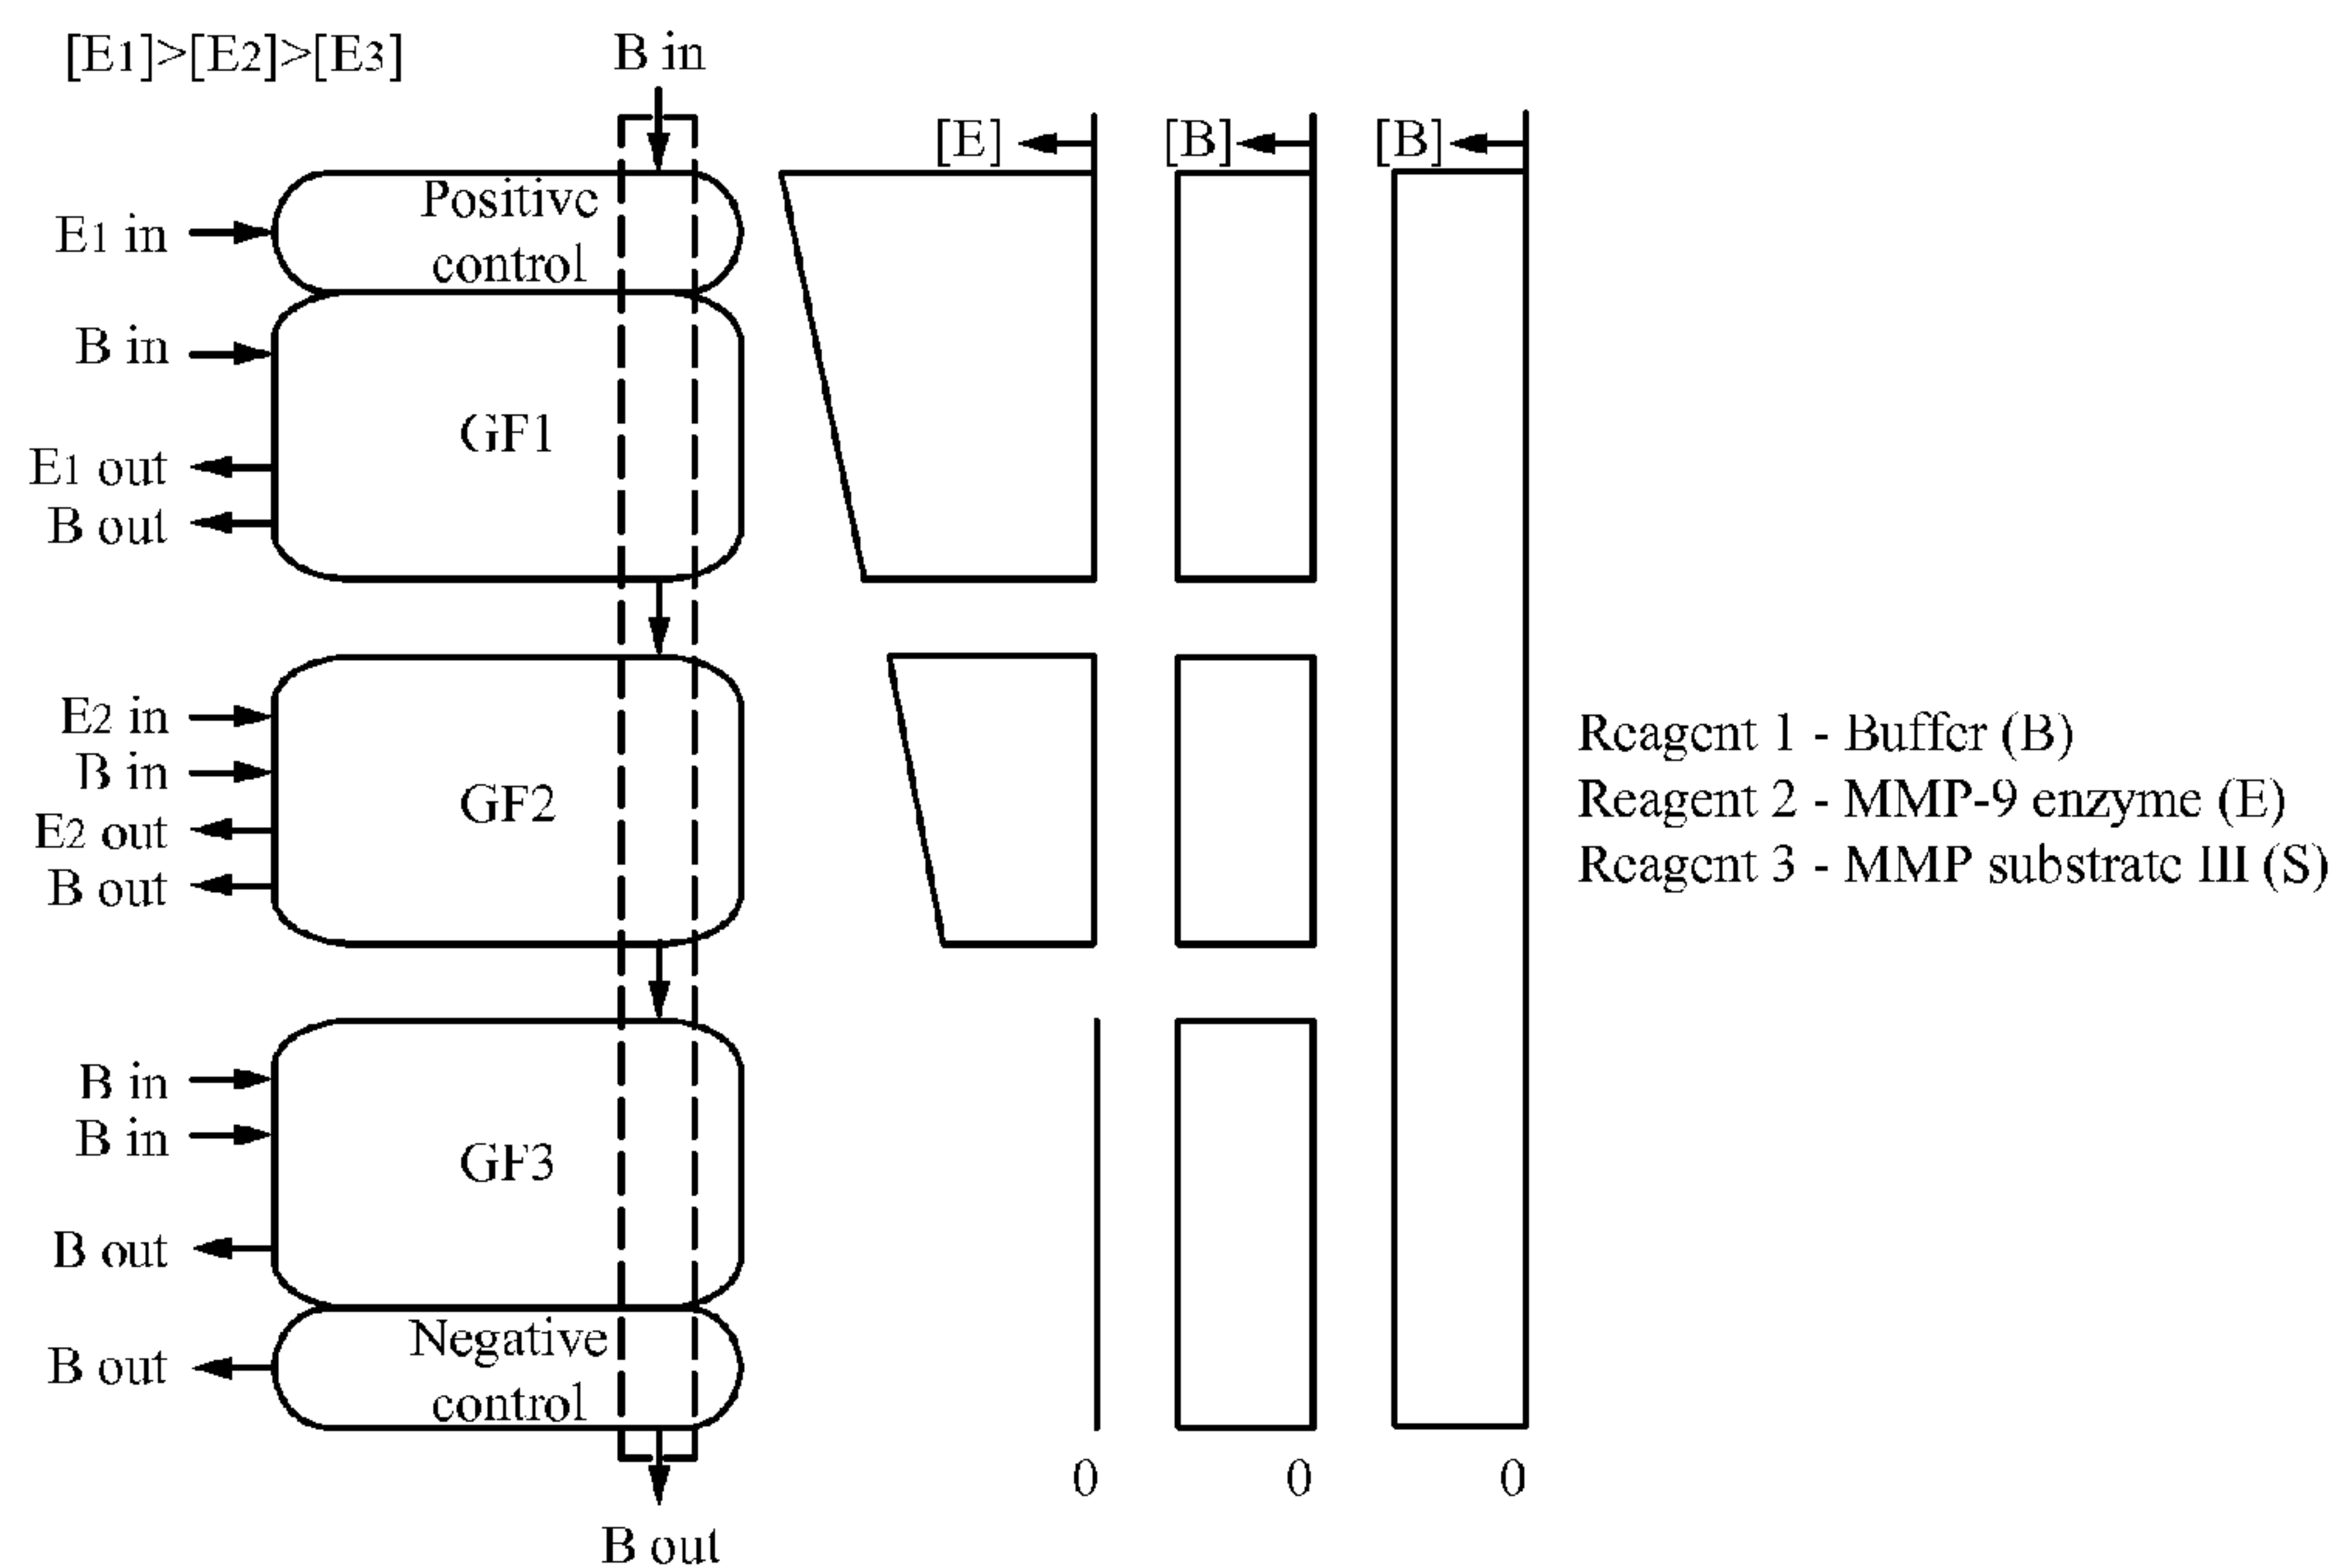 [E1]>[E2]>[E3]
B in
[E]
[B]
[B]
Positive
control
E1 in
B in
GF1
E1 out
B out
E2 in
B in
GF2
E2 out
B out
Reagent 1 - Buffer (B)
Reagent 2 - MMP-9 enzyme (E)
Reagent 3 - MMP substrate III (S)
B in
B in
GF3
B out
Negative
control
B out
0
0
0
B out